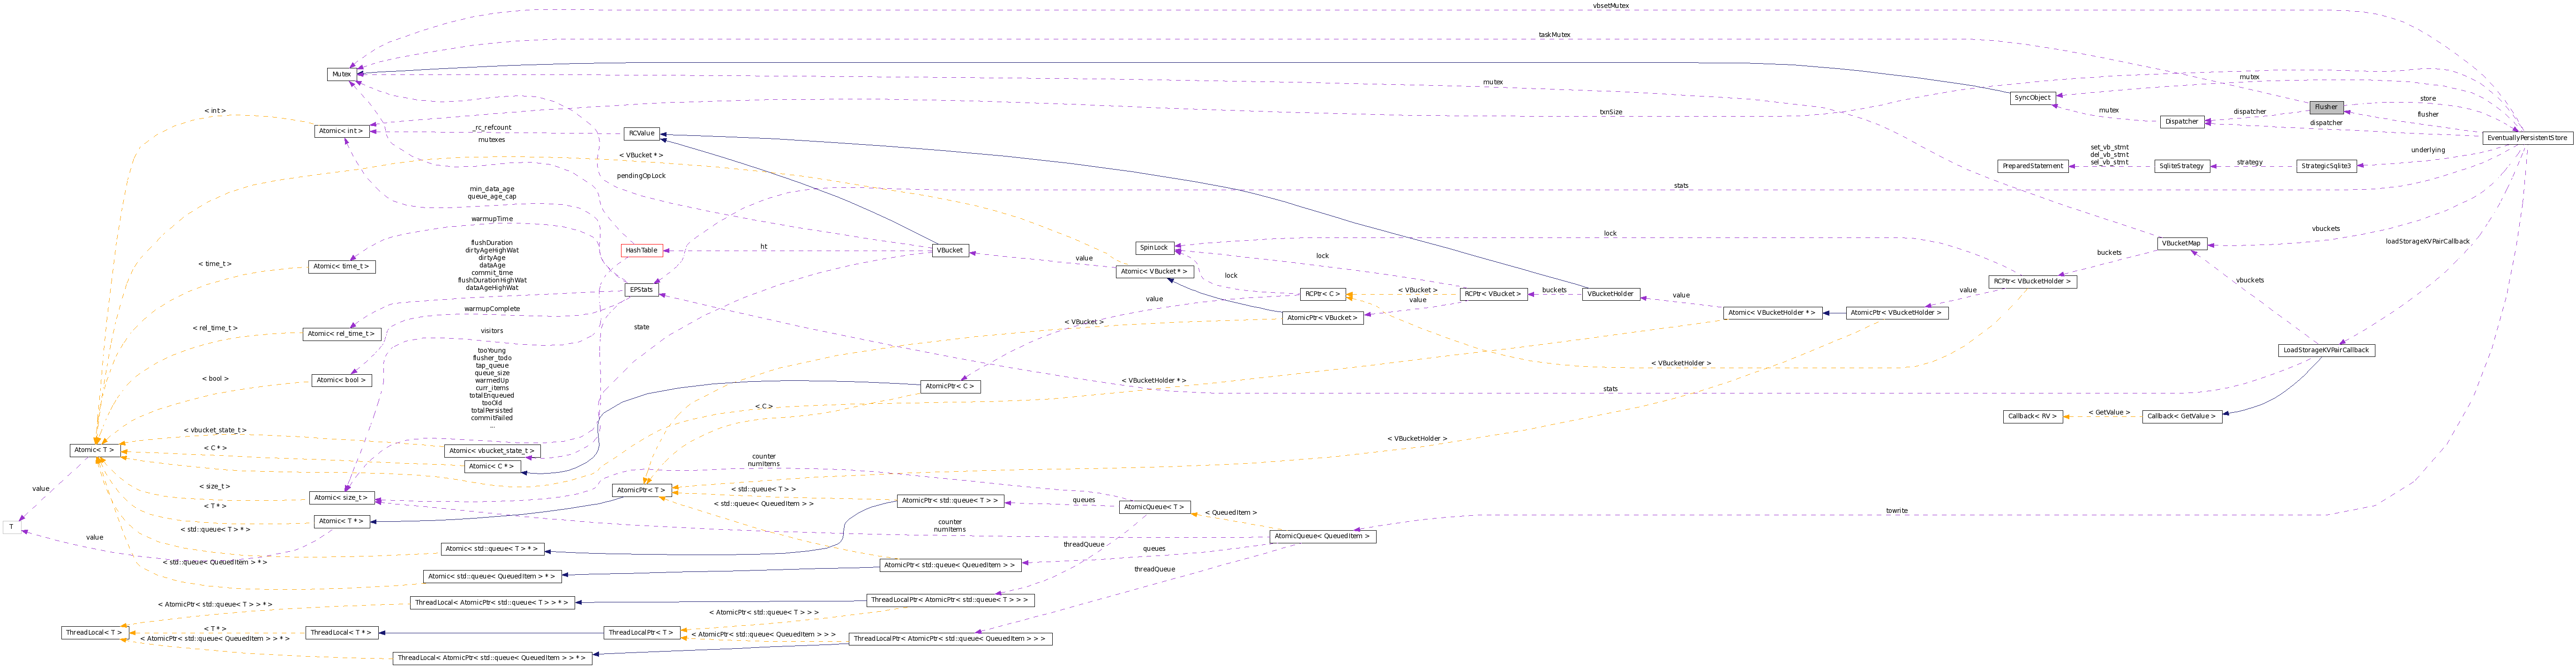 vbsetMutex
taskMutex
Mutex
mutex
mutex
SyncObject
Flusher
store
< int >
txnSize
mutex
dispatcher
flusher
Dispatcher
dispatcher
Atomic< int >
_rc_refcount
RCValue
EventuallyPersistentStore
mutexes
< VBucket * >
set_vb_stmt
del_vb_stmt
sel_vb_stmt
underlying
PreparedStatement
SqliteStrategy
strategy
StrategicSqlite3
pendingOpLock
min_data_age
queue_age_cap
stats
warmupTime
lock
vbuckets
flushDuration
dirtyAgeHighWat
dirtyAge
dataAge
commit_time
flushDurationHighWat
dataAgeHighWat
HashTable
ht
VBucket
SpinLock
VBucketMap
loadStorageKVPairCallback
< time_t >
Atomic< time_t >
value
lock
buckets
Atomic< VBucket * >
lock
EPStats
RCPtr< C >
< VBucket >
value
RCPtr< VBucket >
buckets
VBucketHolder
value
RCPtr< VBucketHolder >
value
vbuckets
warmupComplete
value
AtomicPtr< VBucket >
Atomic< VBucketHolder * >
AtomicPtr< VBucketHolder >
< rel_time_t >
Atomic< rel_time_t >
visitors
state
< VBucket >
tooYoung
flusher_todo
tap_queue
queue_size
warmedUp
curr_items
totalEnqueued
tooOld
totalPersisted
commitFailed
...
LoadStorageKVPairCallback
< VBucketHolder >
< bool >
Atomic< bool >
< VBucketHolder * >
AtomicPtr< C >
stats
< C >
Callback< RV >
< GetValue >
Callback< GetValue >
< vbucket_state_t >
< VBucketHolder >
Atomic< T >
Atomic< vbucket_state_t >
< C * >
Atomic< C * >
counter
numItems
value
< size_t >
Atomic< size_t >
AtomicPtr< T >
< std::queue< T > >
AtomicPtr< std::queue< T > >
queues
AtomicQueue< T >
< T * >
< std::queue< QueuedItem > >
< QueuedItem >
towrite
T
Atomic< T * >
counter
numItems
< std::queue< T > * >
value
AtomicQueue< QueuedItem >
threadQueue
queues
Atomic< std::queue< T > * >
< std::queue< QueuedItem > * >
AtomicPtr< std::queue< QueuedItem > >
threadQueue
Atomic< std::queue< QueuedItem > * >
< AtomicPtr< std::queue< T > > * >
ThreadLocal< AtomicPtr< std::queue< T > > * >
ThreadLocalPtr< AtomicPtr< std::queue< T > > >
< AtomicPtr< std::queue< T > > >
< T * >
ThreadLocal< T >
ThreadLocal< T * >
ThreadLocalPtr< T >
< AtomicPtr< std::queue< QueuedItem > > >
< AtomicPtr< std::queue< QueuedItem > > * >
ThreadLocalPtr< AtomicPtr< std::queue< QueuedItem > > >
ThreadLocal< AtomicPtr< std::queue< QueuedItem > > * >